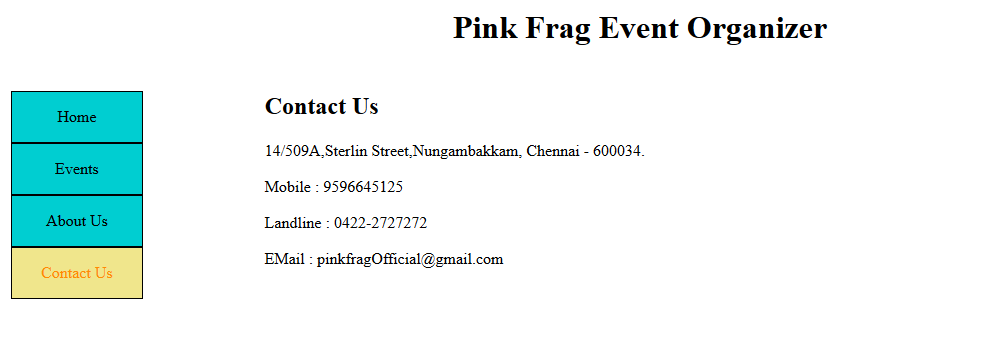 Pink Frag Event Organizer
Home
Events
About Us
Contact Us
Contact Us
14/509A,Sterlin Street,Nungambakkam, Chennai - 600034.
Mobile : 9596645125
Landline : 0422-2727272
EMail : pinkfragOfficial@gmail.com